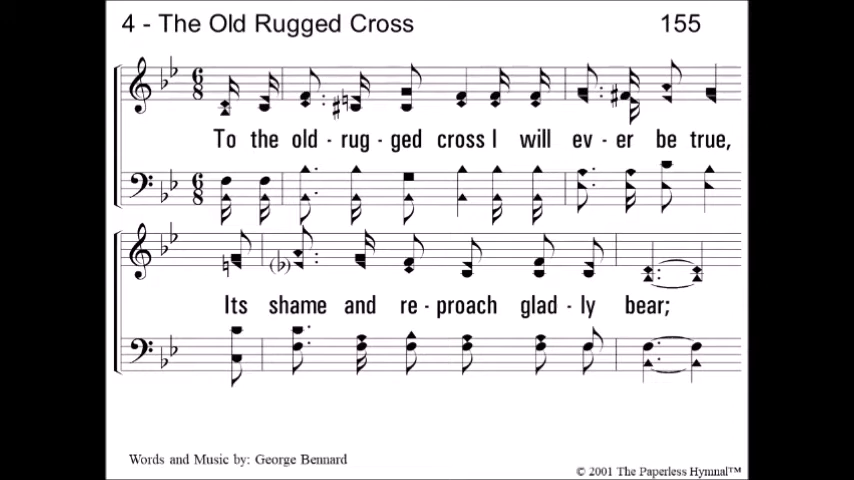 4 - The Old Rugged Cross 155
To the old - rug - ged cross I will ev - er be true,
Its shame and re - proach glad - ly bear;
Words and Music by: George Bennard
© 2001 The Paperless Hymnal™